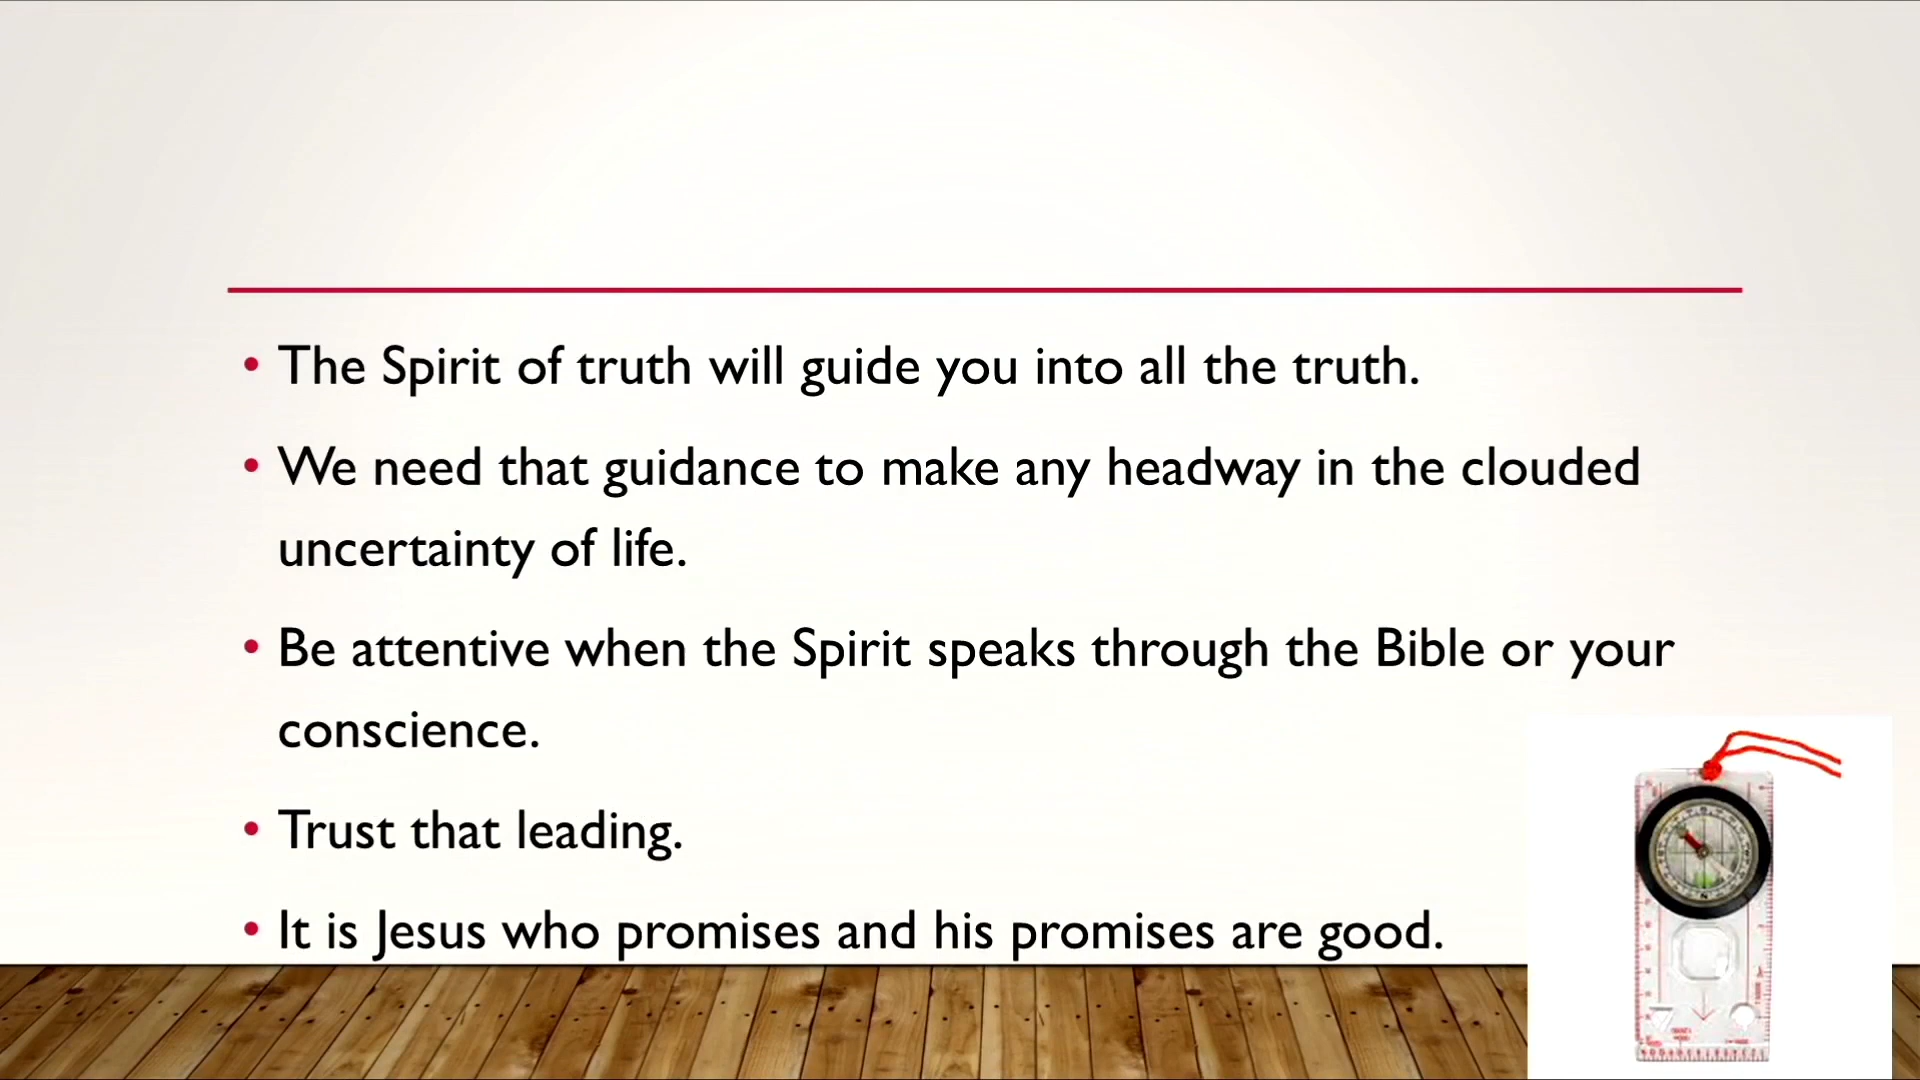 • The Spirit of truth will guide you into all the truth.
• We need that guidance to make any headway in the clouded
uncertainty of life.
• Be attentive when the Spirit speaks through the Bible or your
conscience.
• Trust that leading.
• It is Jesus who promises and his promises are good.